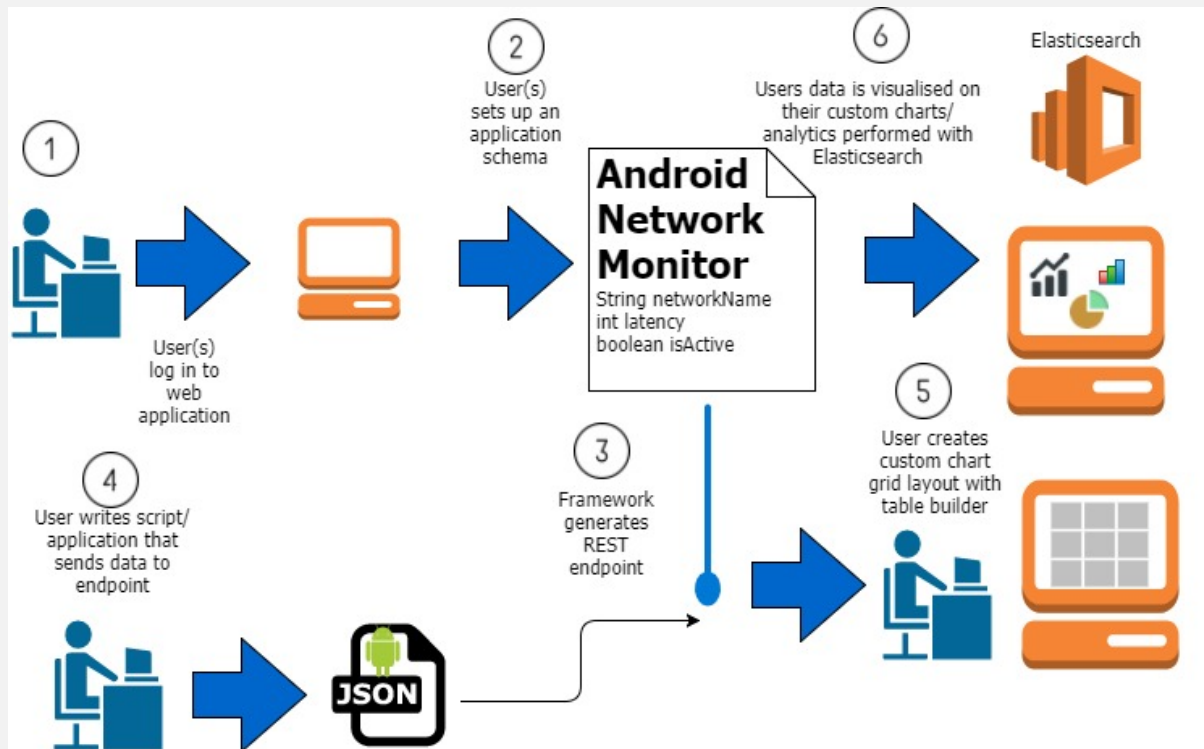 1
User(s)
log in to
web
application
2
User(s)
sets up an
application
schema
Android
Network
Monitor
String networkName
int latency
boolean isActive
6
Users data is visualised on
their custom charts/
analytics performed with
Elasticsearch
Elasticsearch
3
Framework
generates
REST
endpoint
4
User writes script/
application that
sends data to
endpoint
JSON
5
User creates
custom chart
grid layout with
table builder